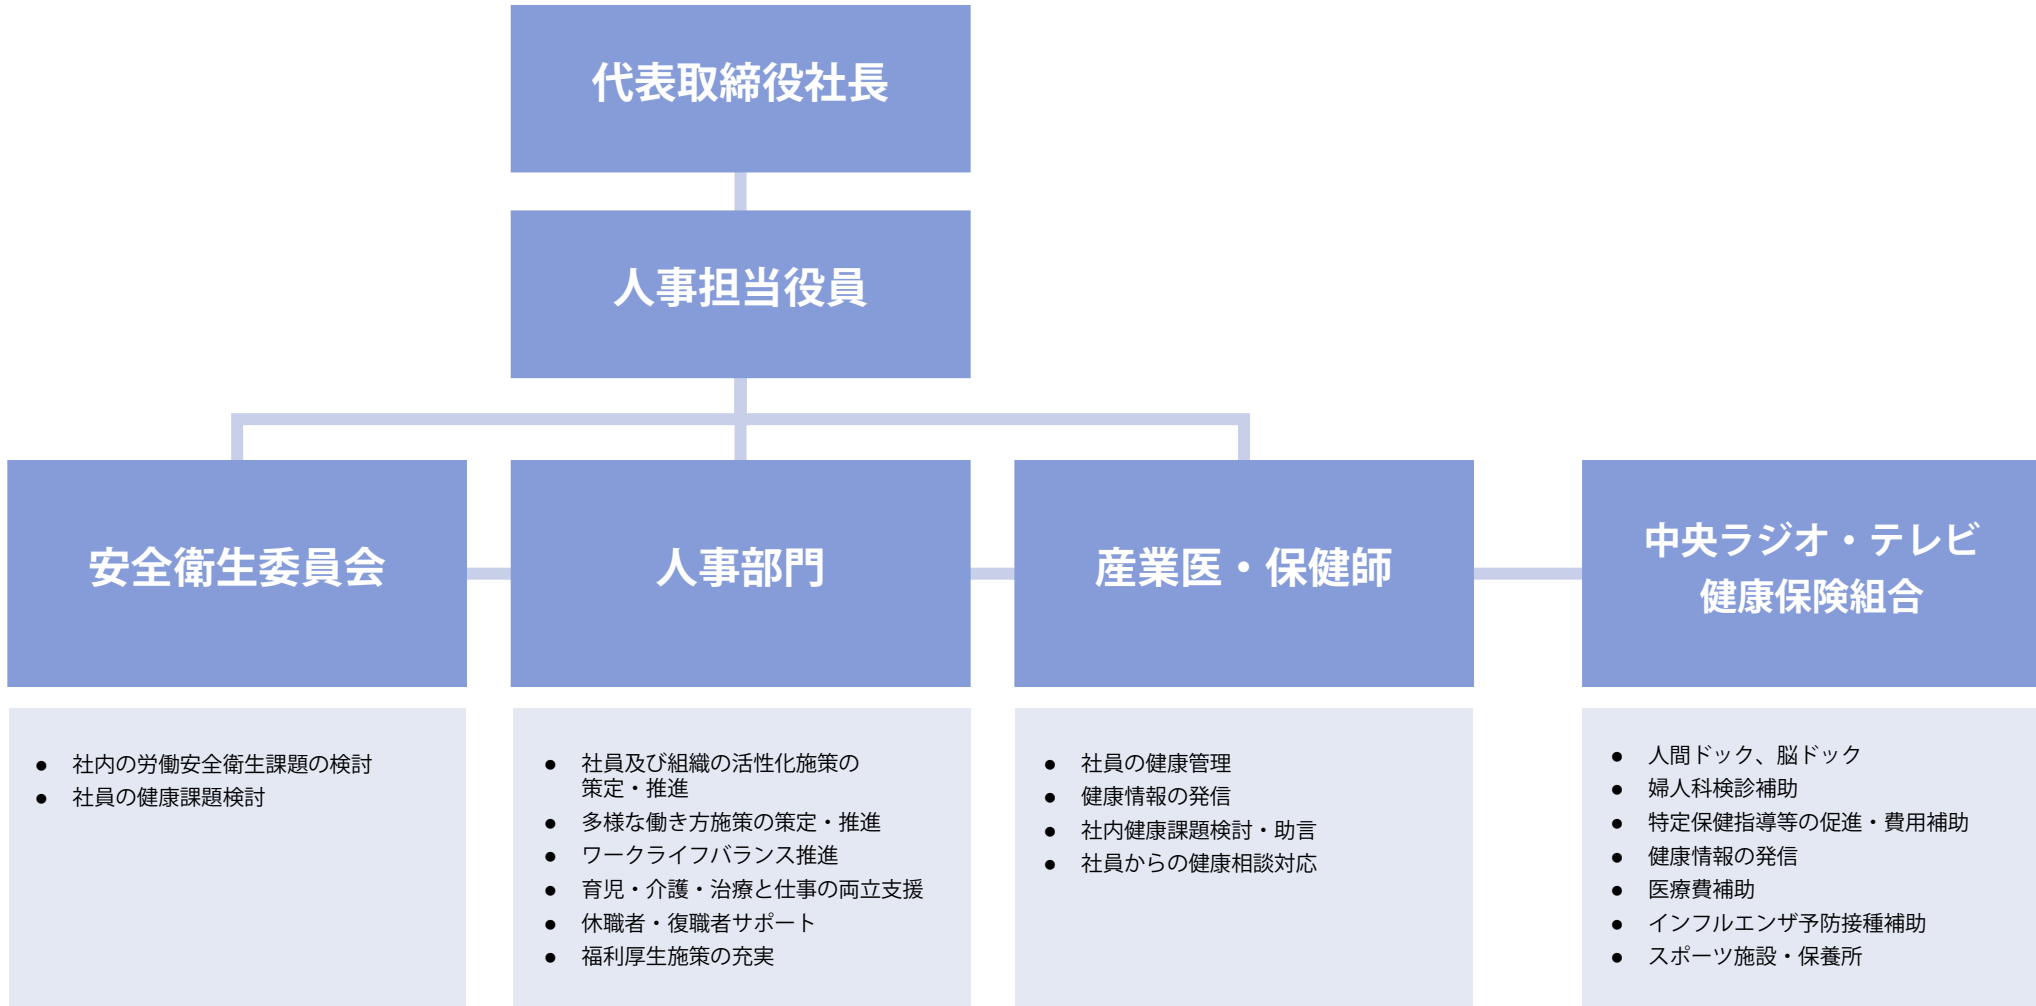 代表取締役社長
人事担当役員
安全衛生委員会
● 社内の労働安全衛生課題の検討
● 社員の健康課題検討
人事部門
● 社員及び組織の活性化施策の
策定・推進
● 多様な働き方施策の策定・推進
● ワークライフバランス推進
● 育児・介護・治療と仕事の両立支援
● 休職者・復職者サポート
● 福利厚生施策の充実
産業医・保健師
● 社員の健康管理
● 健康情報の発信
● 社内健康課題検討・助言
● 社員からの健康相談対応
中央ラジオ・テレビ
健康保険組合
● 人間ドック、脳ドック
● 婦人科検診補助
● 特定保健指導等の促進・費用補助
● 健康情報の発信
● 医療費補助
● インフルエンザ予防接種補助
● スポーツ施設・保養所